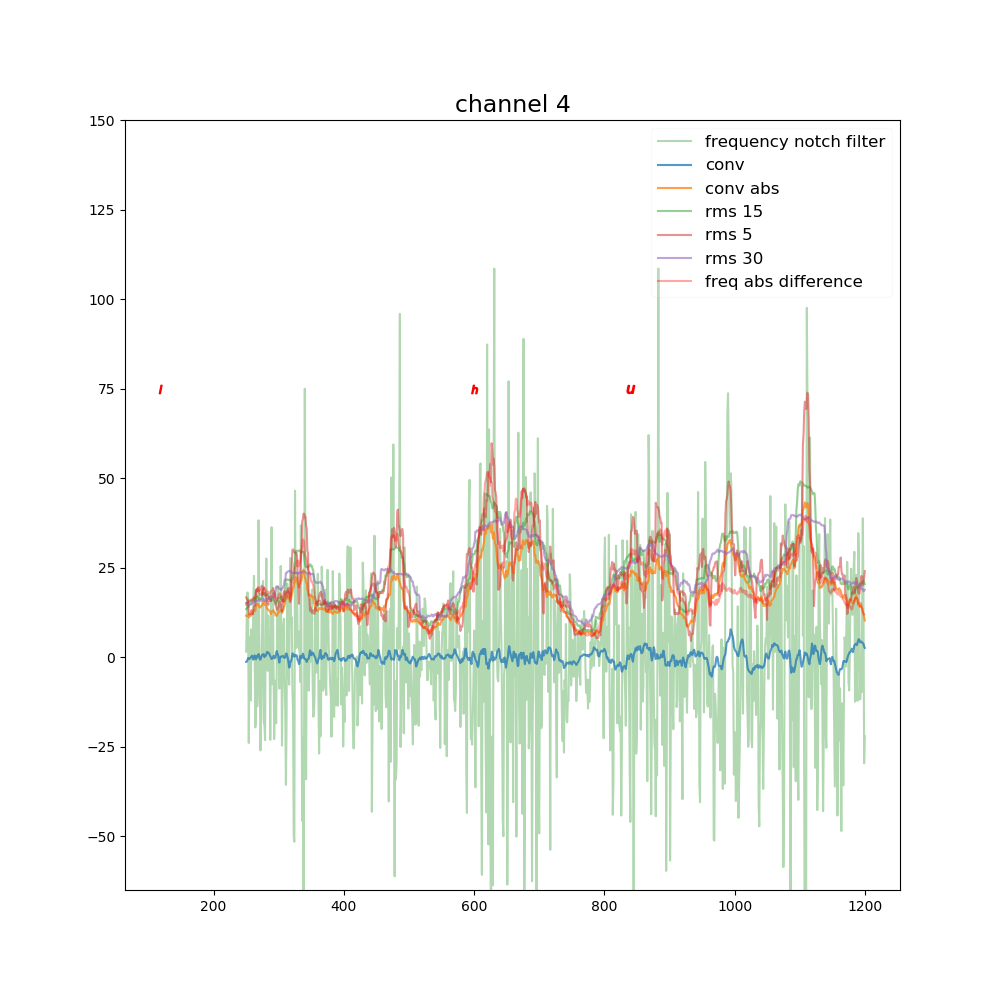 channel 4
150
125
100
75
50
25
0
−25
−50
frequency notch filter
conv
conv abs
rms 15
rms 5
rms 30
freq abs difference
l h u
200 400 600 800 1000 1200